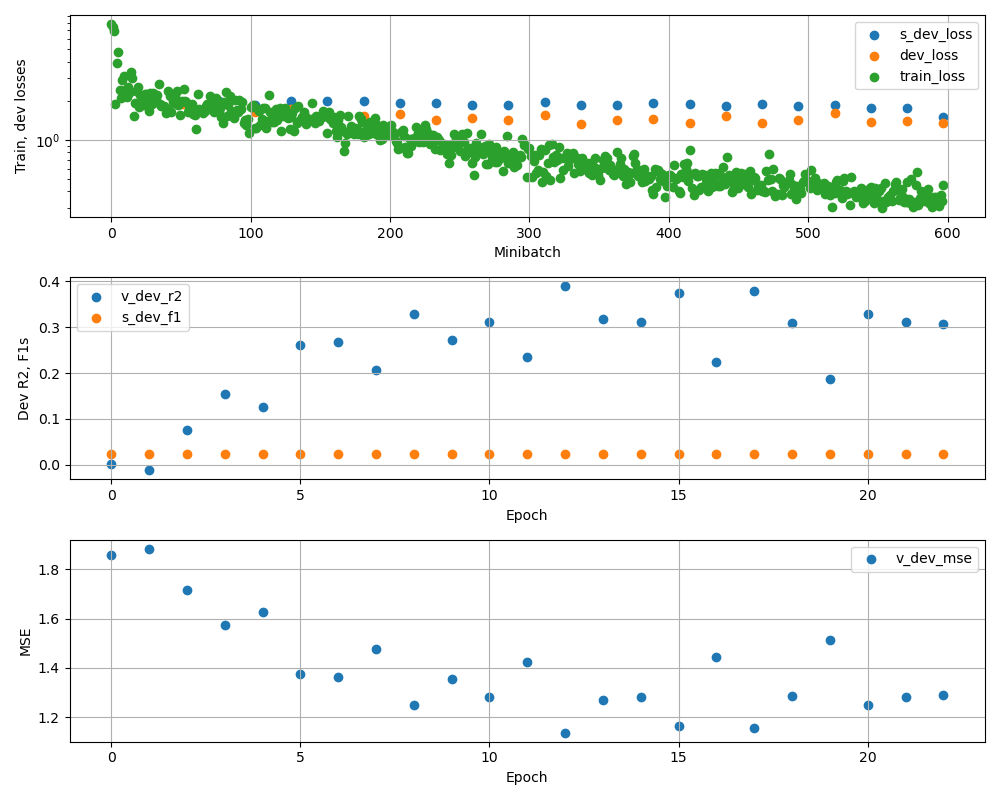 Train, dev losses
s_dev_loss
dev_loss
train_loss
10⁰
0 100 200 300 400 500 600
Minibatch
Dev R2, F1s
v_dev_r2
s_dev_f1
0.4
0.3
0.2
0.1
0.0
0 5 10 15 20
Epoch
MSE
v_dev_mse
1.8
1.6
1.4
1.2
0 5 10 15 20
Epoch